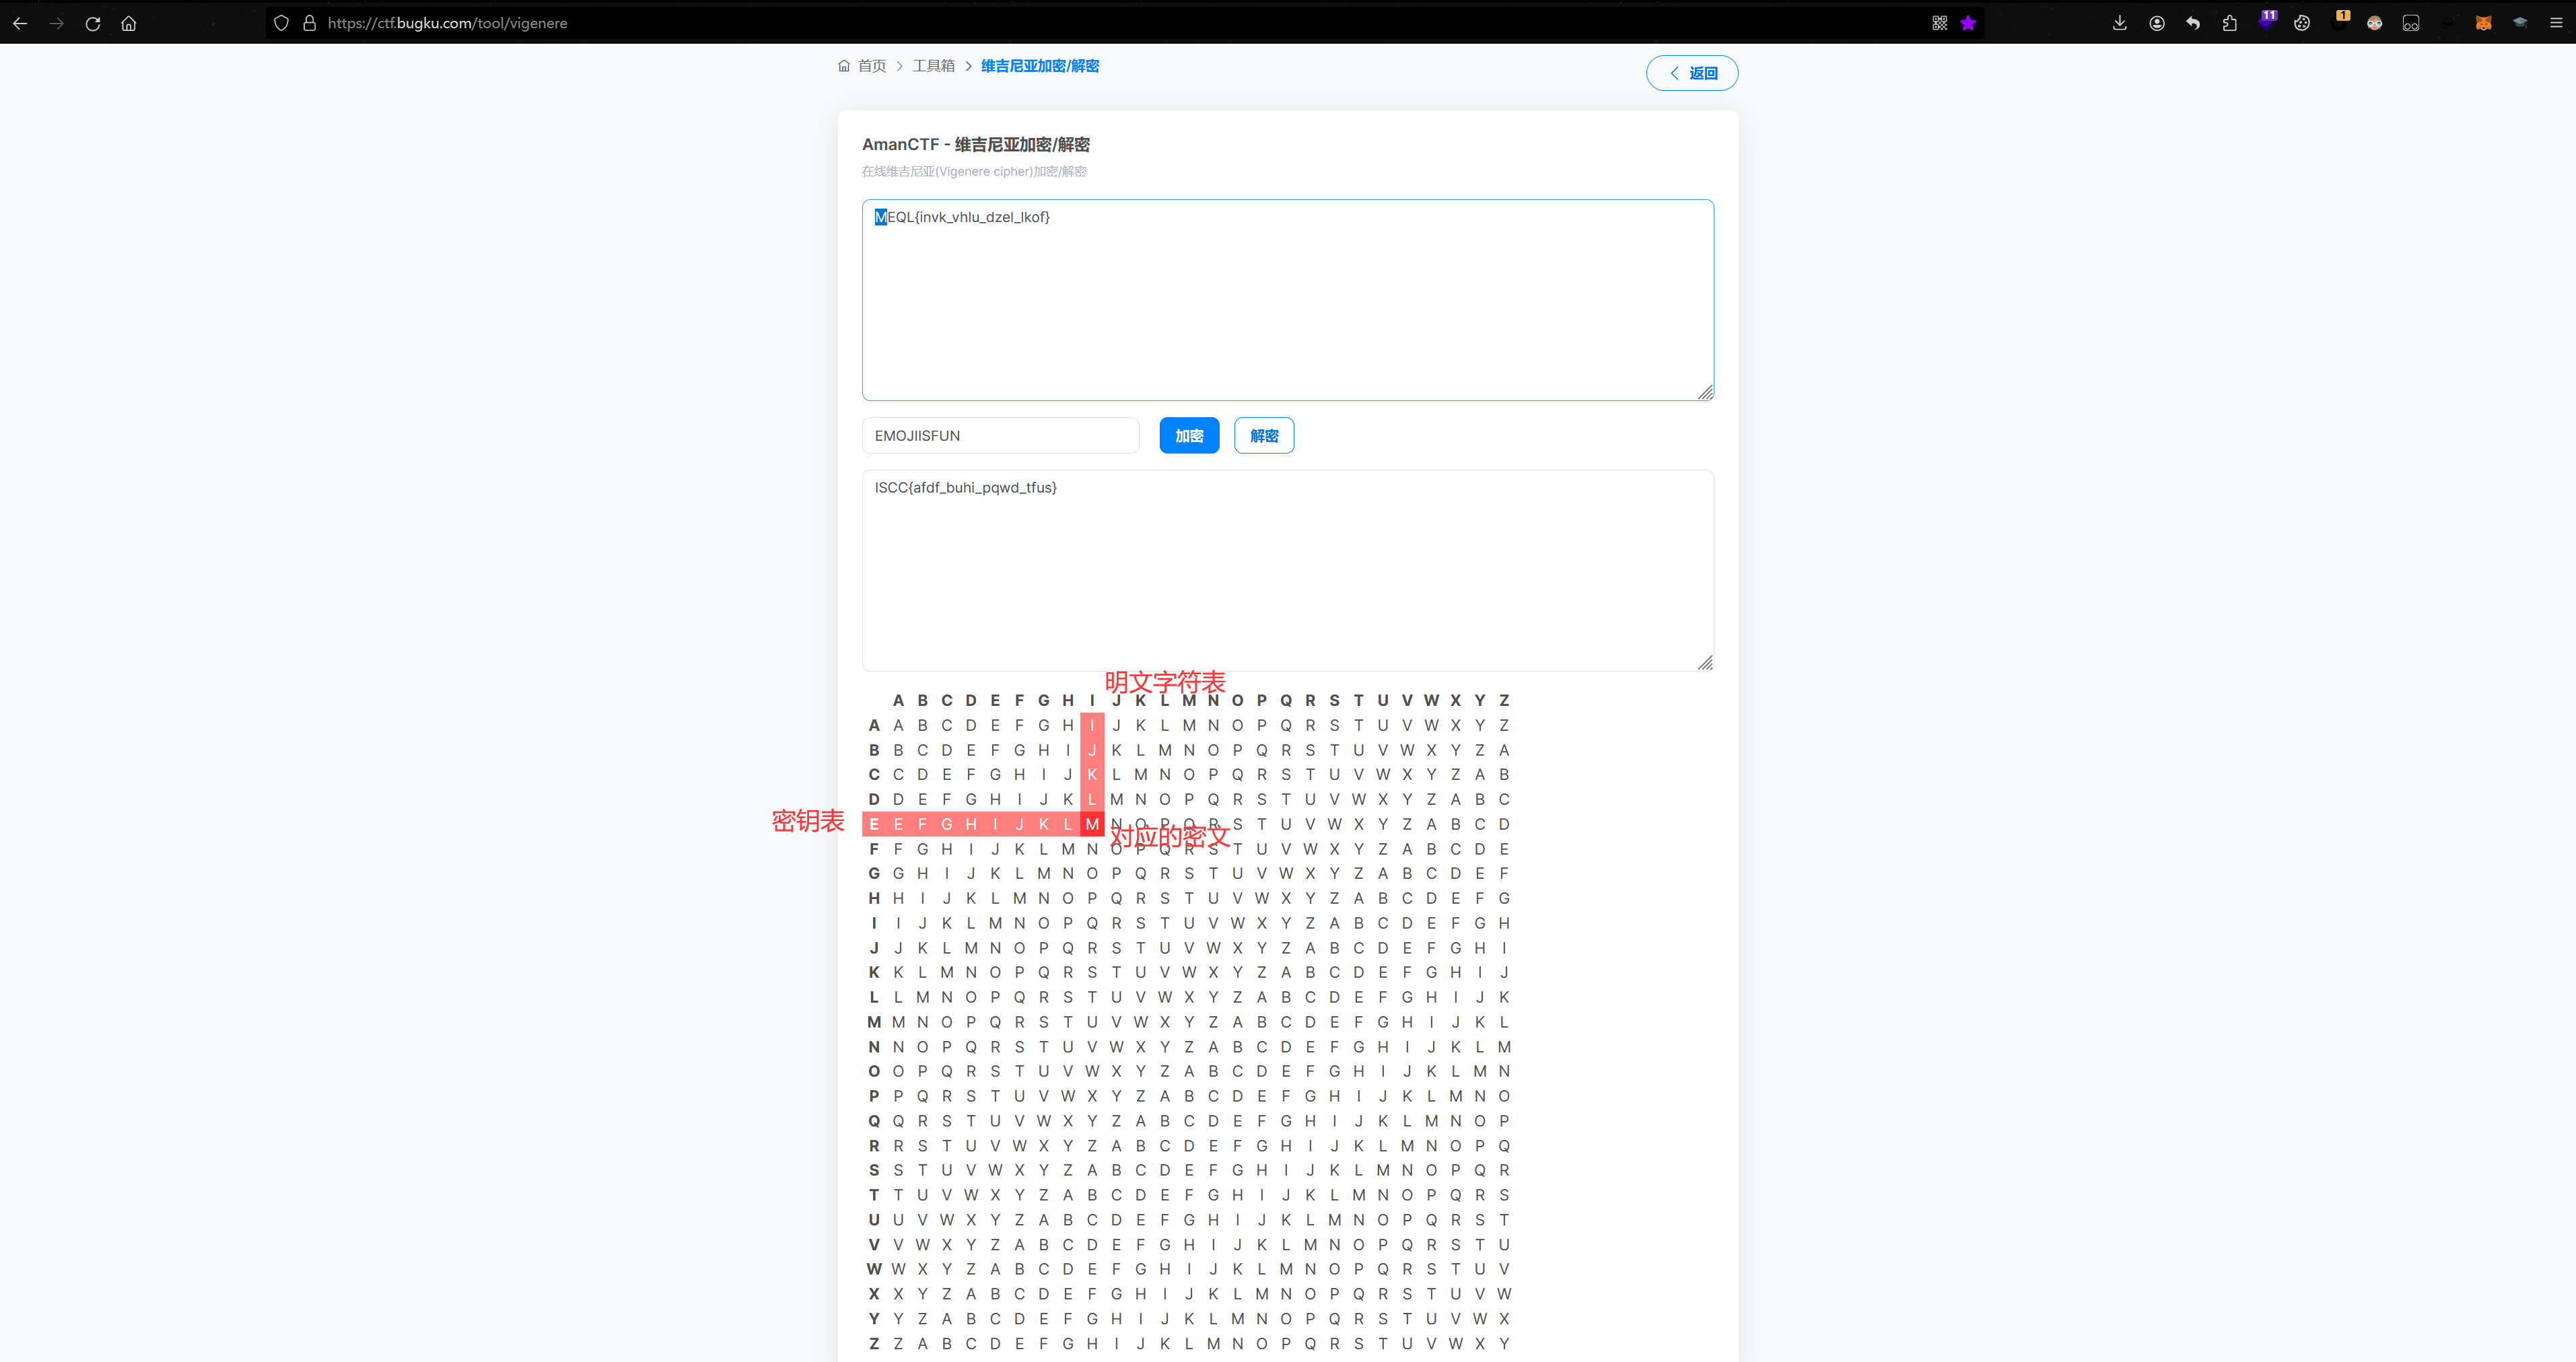 https://ctf.bugku.com/tool/vigenere
11
1
首页 > 工具箱 > 维吉尼亚加密/解密
返回
AmanCTF - 维吉尼亚加密/解密
在线维吉尼亚(Vigenere cipher)加密/解密
MEQL{invk_vhlu_dzel_lkof}
EMOJIISFUN
加密
解密
ISCC{afdf_buhi_pqwd_tfus}
明文字符表
A B C D E F G H I J K L M N O P Q R S T U V W X Y Z
A A B C D E F G H I J K L M N O P Q R S T U V W X Y Z
B B C D E F G H I J K L M N O P Q R S T U V W X Y Z A
C C D E F G H I J K L M N O P Q R S T U V W X Y Z A B
D D E F G H I J K L M N O P Q R S T U V W X Y Z A B C
密钥表
E E F G H I J K L M N O P Q R S T U V W X Y Z A B C D
对应的密文
F F G H I J K L M N O P Q R S T U V W X Y Z A B C D E
G G H I J K L M N O P Q R S T U V W X Y Z A B C D E F
H H I J K L M N O P Q R S T U V W X Y Z A B C D E F G
I I J K L M N O P Q R S T U V W X Y Z A B C D E F G H
J J K L M N O P Q R S T U V W X Y Z A B C D E F G H I
K K L M N O P Q R S T U V W X Y Z A B C D E F G H I J
L L M N O P Q R S T U V W X Y Z A B C D E F G H I J K
M M N O P Q R S T U V W X Y Z A B C D E F G H I J K L
N N O P Q R S T U V W X Y Z A B C D E F G H I J K L M
O O P Q R S T U V W X Y Z A B C D E F G H I J K L M N
P P Q R S T U V W X Y Z A B C D E F G H I J K L M N O
Q Q R S T U V W X Y Z A B C D E F G H I J K L M N O P
R R S T U V W X Y Z A B C D E F G H I J K L M N O P Q
S S T U V W X Y Z A B C D E F G H I J K L M N O P Q R
T T U V W X Y Z A B C D E F G H I J K L M N O P Q R S
U U V W X Y Z A B C D E F G H I J K L M N O P Q R S T
V V W X Y Z A B C D E F G H I J K L M N O P Q R S T U
W W X Y Z A B C D E F G H I J K L M N O P Q R S T U V
X X Y Z A B C D E F G H I J K L M N O P Q R S T U V W
Y Y Z A B C D E F G H I J K L M N O P Q R S T U V W X
Z Z A B C D E F G H I J K L M N O P Q R S T U V W X Y